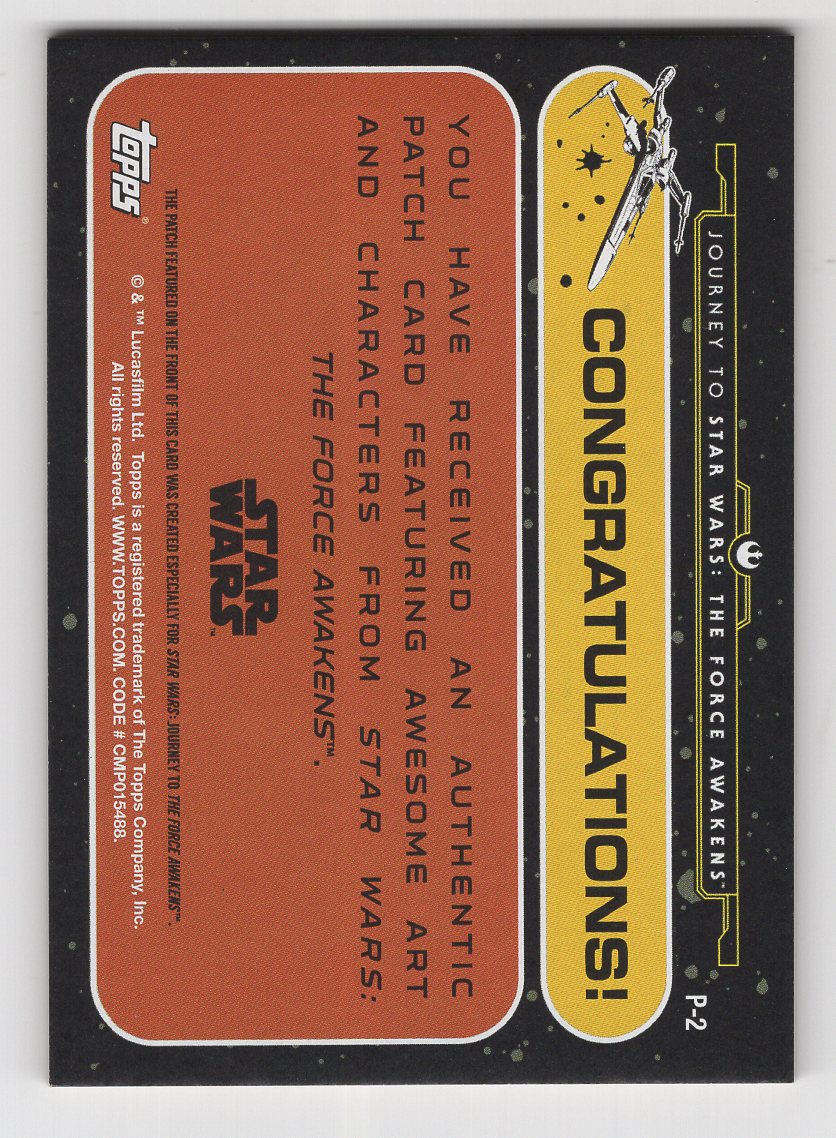 JOURNEY TO STAR WARS: THE FORCE AWAKENS™
P-2
CONGRATULATIONS!
YOU HAVE RECEIVED AN AUTHENTIC
PATCH CARD FEATURING AWESOME ART
AND CHARACTERS FROM STAR WARS:
THE FORCE AWAKENS™.
STAR
WARS™
THE PATCH FEATURED ON THE FRONT OF THIS CARD WAS CREATED ESPECIALLY FOR STAR WARS: JOURNEY TO THE FORCE AWAKENS™.
topps®
© & ™ Lucasfilm Ltd. Topps is a registered trademark of The Topps Company, Inc.
All rights reserved. WWW.TOPPS.COM. CODE # CMP015488.